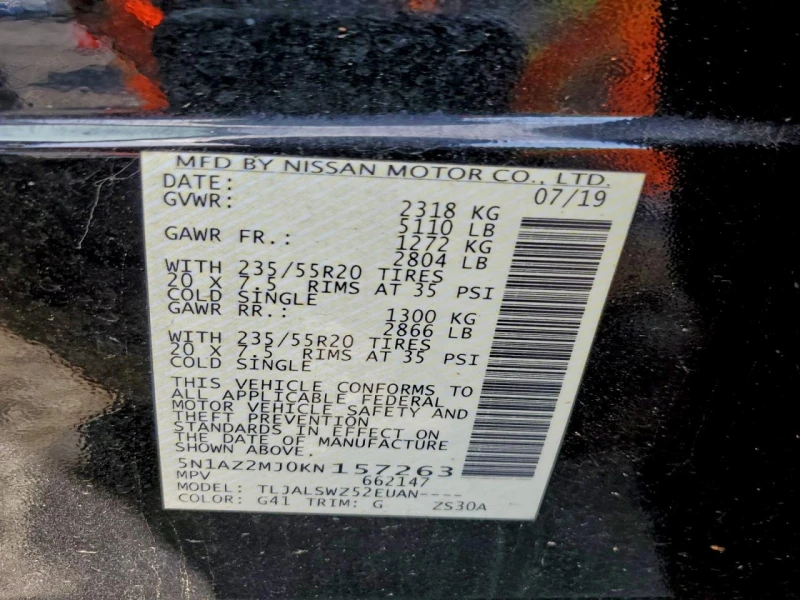 MFD BY NISSAN MOTOR CO., LTD.
DATE: 07/19
GVWR: 2318 KG
5110 LB
GAWR FR.: 1272 KG
2804 LB
WITH 235/55R20 TIRES
20 X 7.5 RIMS AT 35 PSI
COLD SINGLE
GAWR RR.: 1300 KG
2866 LB
WITH 235/55R20 TIRES
20 X 7.5 RIMS AT 35 PSI
COLD SINGLE
THIS VEHICLE CONFORMS TO
ALL APPLICABLE FEDERAL
MOTOR VEHICLE SAFETY AND
THEFT PREVENTION
STANDARDS IN EFFECT ON
THE DATE OF MANUFACTURE
SHOWN ABOVE.
5N1AZ2MJ0KN157263
MPV 662147
MODEL: TLJALSWZ52EUAN----
COLOR: G41 TRIM: G ZS30A